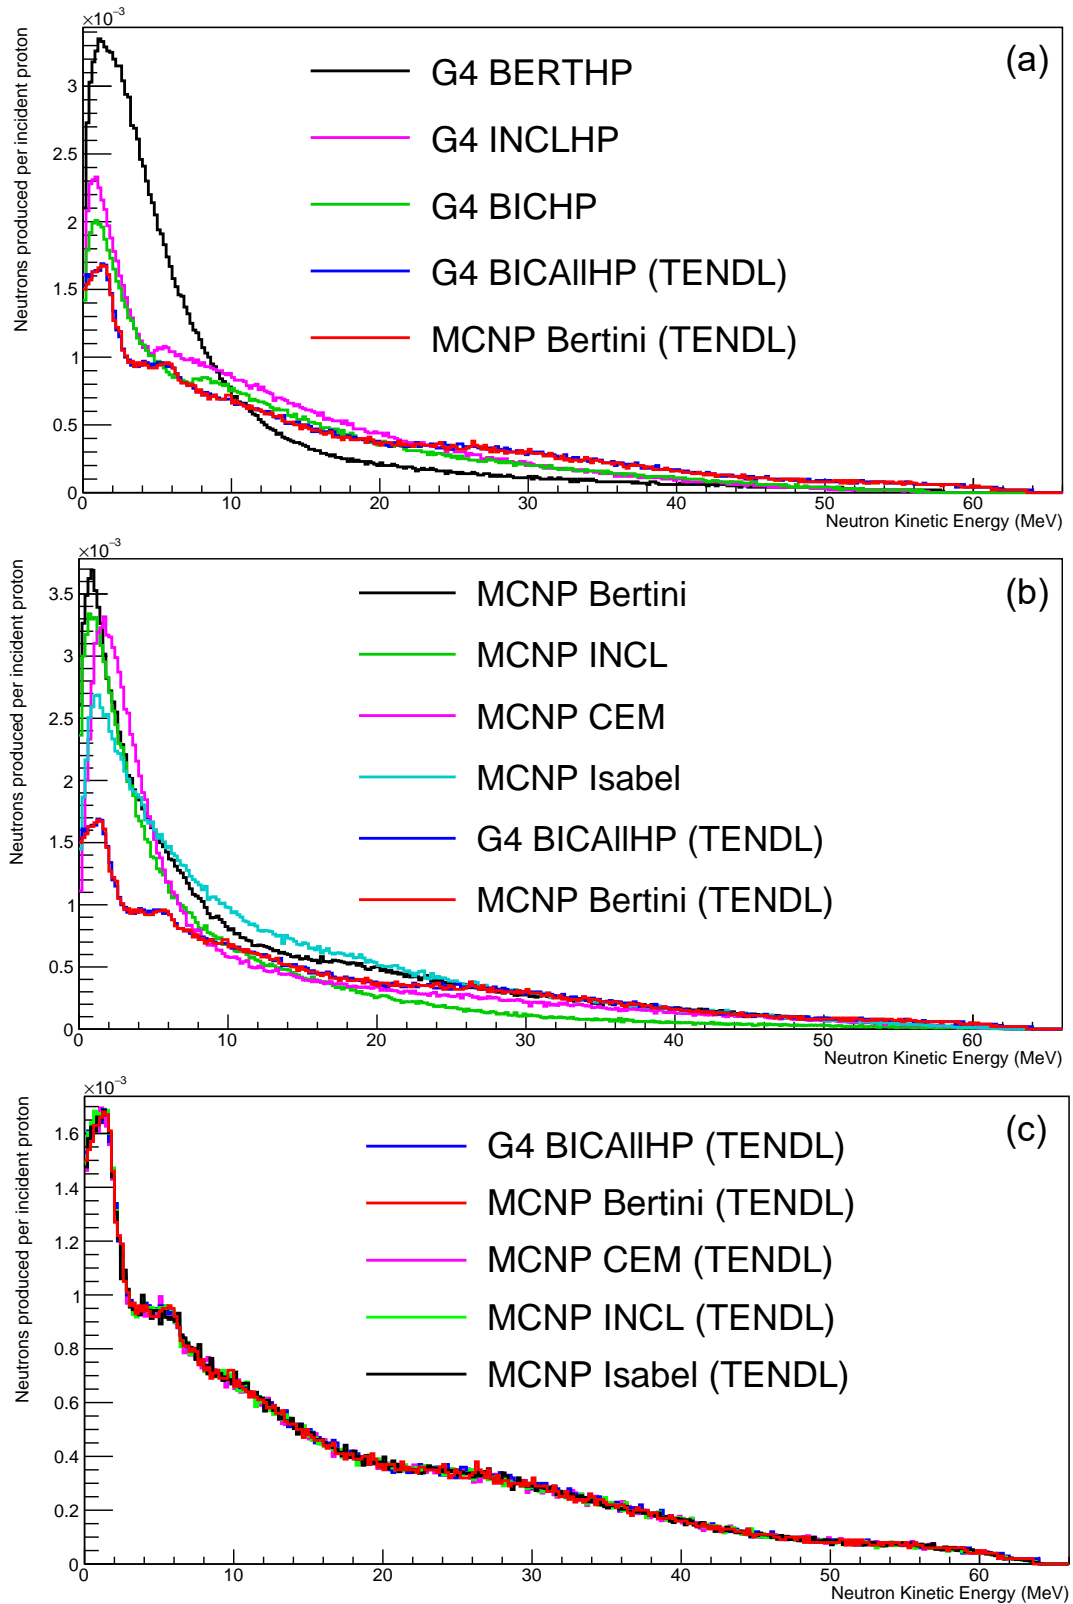 ×10⁻³
Neutrons produced per incident proton
(a)
G4 BERTHP
G4 INCLHP
G4 BICHP
G4 BICAllHP (TENDL)
MCNP Bertini (TENDL)
3
2.5
2
1.5
1
0.5
0
0 10 20 30 40 50 60
Neutron Kinetic Energy (MeV)
×10⁻³
Neutrons produced per incident proton
(b)
MCNP Bertini
MCNP INCL
MCNP CEM
MCNP Isabel
G4 BICAllHP (TENDL)
MCNP Bertini (TENDL)
3.5
3
2.5
2
1.5
1
0.5
0
0 10 20 30 40 50 60
Neutron Kinetic Energy (MeV)
×10⁻³
Neutrons produced per incident proton
(c)
G4 BICAllHP (TENDL)
MCNP Bertini (TENDL)
MCNP CEM (TENDL)
MCNP INCL (TENDL)
MCNP Isabel (TENDL)
1.6
1.4
1.2
1
0.8
0.6
0.4
0.2
0
0 10 20 30 40 50 60
Neutron Kinetic Energy (MeV)